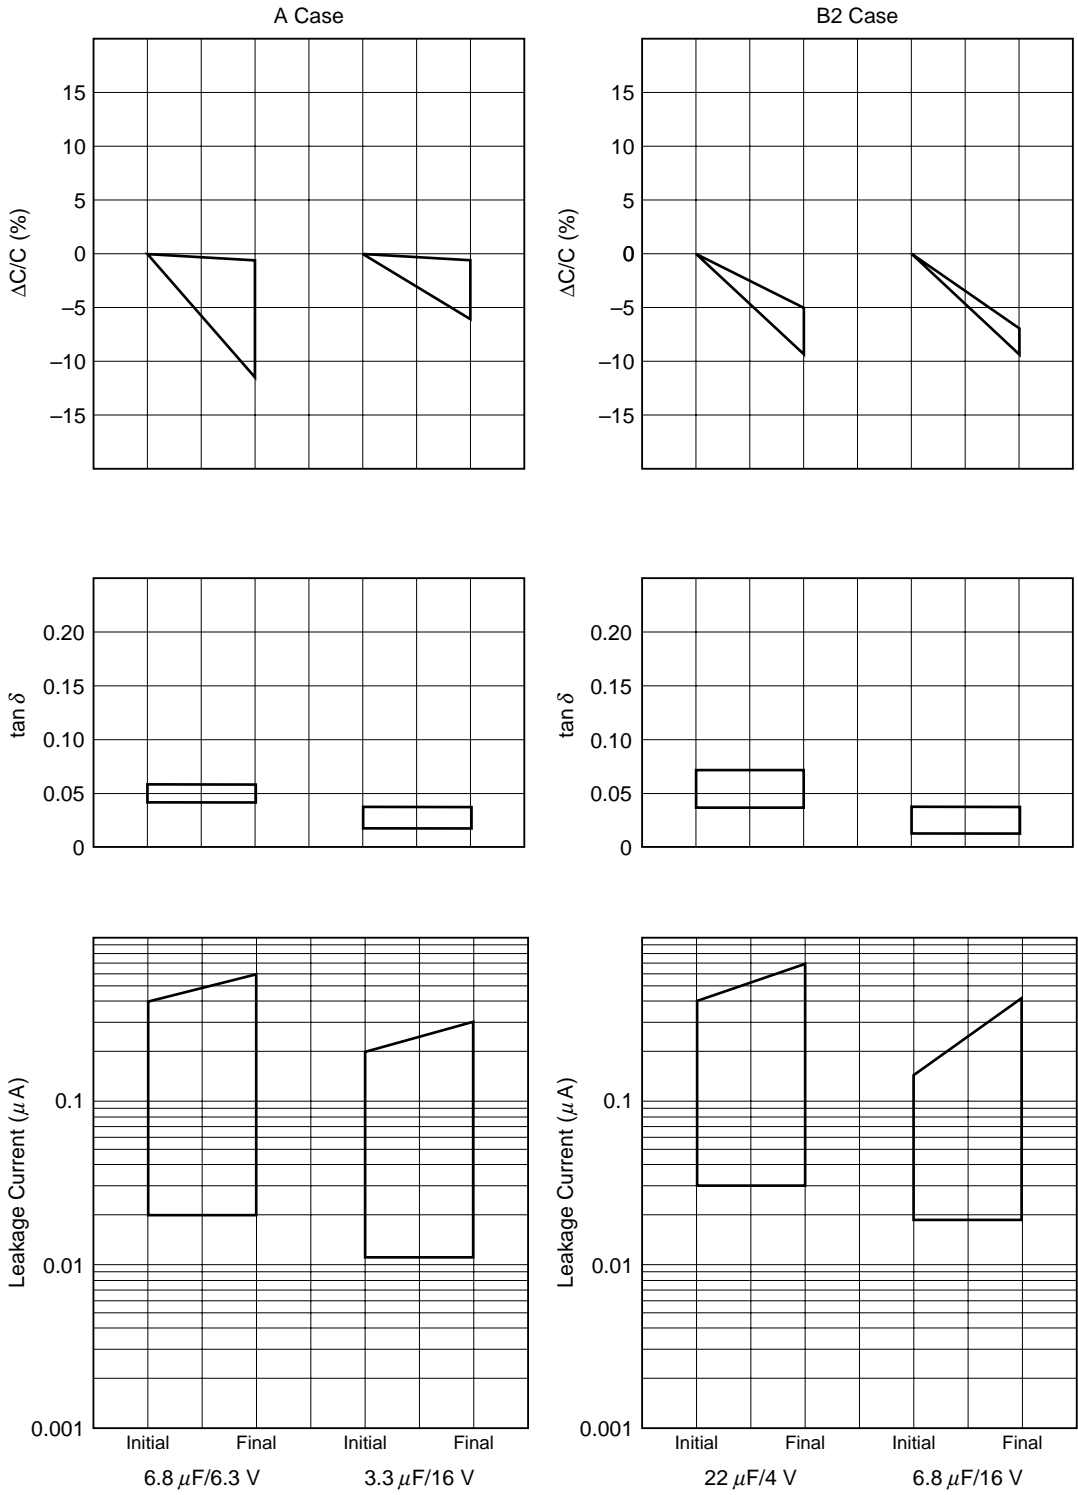 A Case
B2 Case
ΔC/C (%)
15
10
5
0
–5
–10
–15
ΔC/C (%)
15
10
5
0
–5
–10
–15
tan δ
0.20
0.15
0.10
0.05
0
tan δ
0.20
0.15
0.10
0.05
0
Leakage Current (μ A)
0.1
0.01
0.001
Leakage Current (μ A)
0.1
0.01
0.001
Initial Final Initial Final
6.8 μF/6.3 V 3.3 μF/16 V
Initial Final Initial Final
22 μF/4 V 6.8 μF/16 V